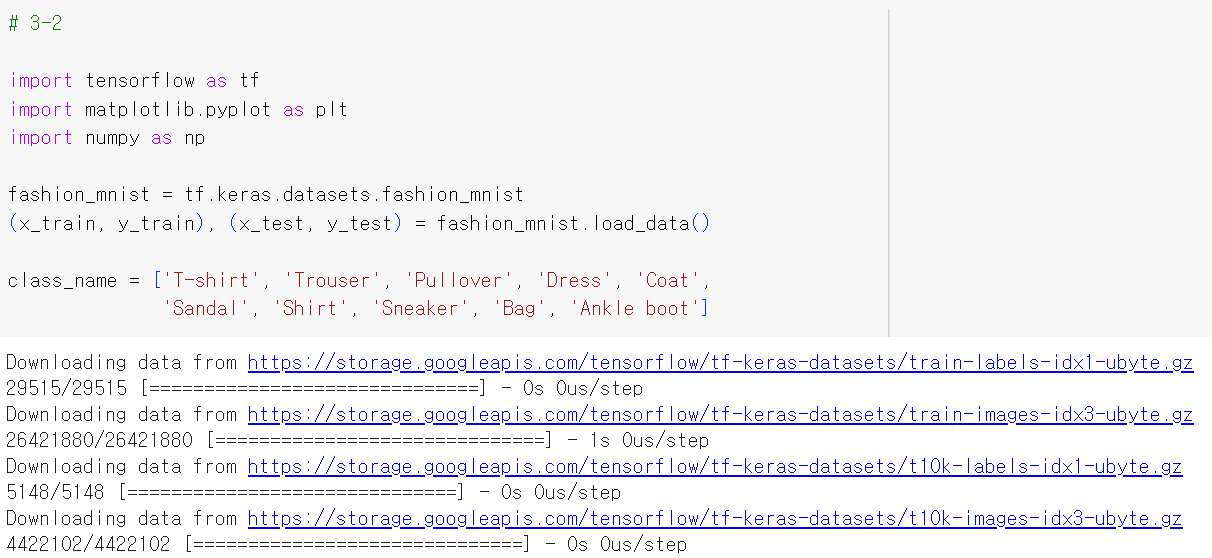 # 3-2
import tensorflow as tf
import matplotlib.pyplot as plt
import numpy as np
fashion_mnist = tf.keras.datasets.fashion_mnist
(x_train, y_train), (x_test, y_test) = fashion_mnist.load_data()
class_name = ['T-shirt', 'Trouser', 'Pullover', 'Dress', 'Coat',
'Sandal', 'Shirt', 'Sneaker', 'Bag', 'Ankle boot']
Downloading data from https://storage.googleapis.com/tensorflow/tf-keras-datasets/train-labels-idx1-ubyte.gz
29515/29515 [==============================] - 0s 0us/step
Downloading data from https://storage.googleapis.com/tensorflow/tf-keras-datasets/train-images-idx3-ubyte.gz
26421880/26421880 [==============================] - 1s 0us/step
Downloading data from https://storage.googleapis.com/tensorflow/tf-keras-datasets/t10k-labels-idx1-ubyte.gz
5148/5148 [==============================] - 0s 0us/step
Downloading data from https://storage.googleapis.com/tensorflow/tf-keras-datasets/t10k-images-idx3-ubyte.gz
4422102/4422102 [==============================] - 0s 0us/step